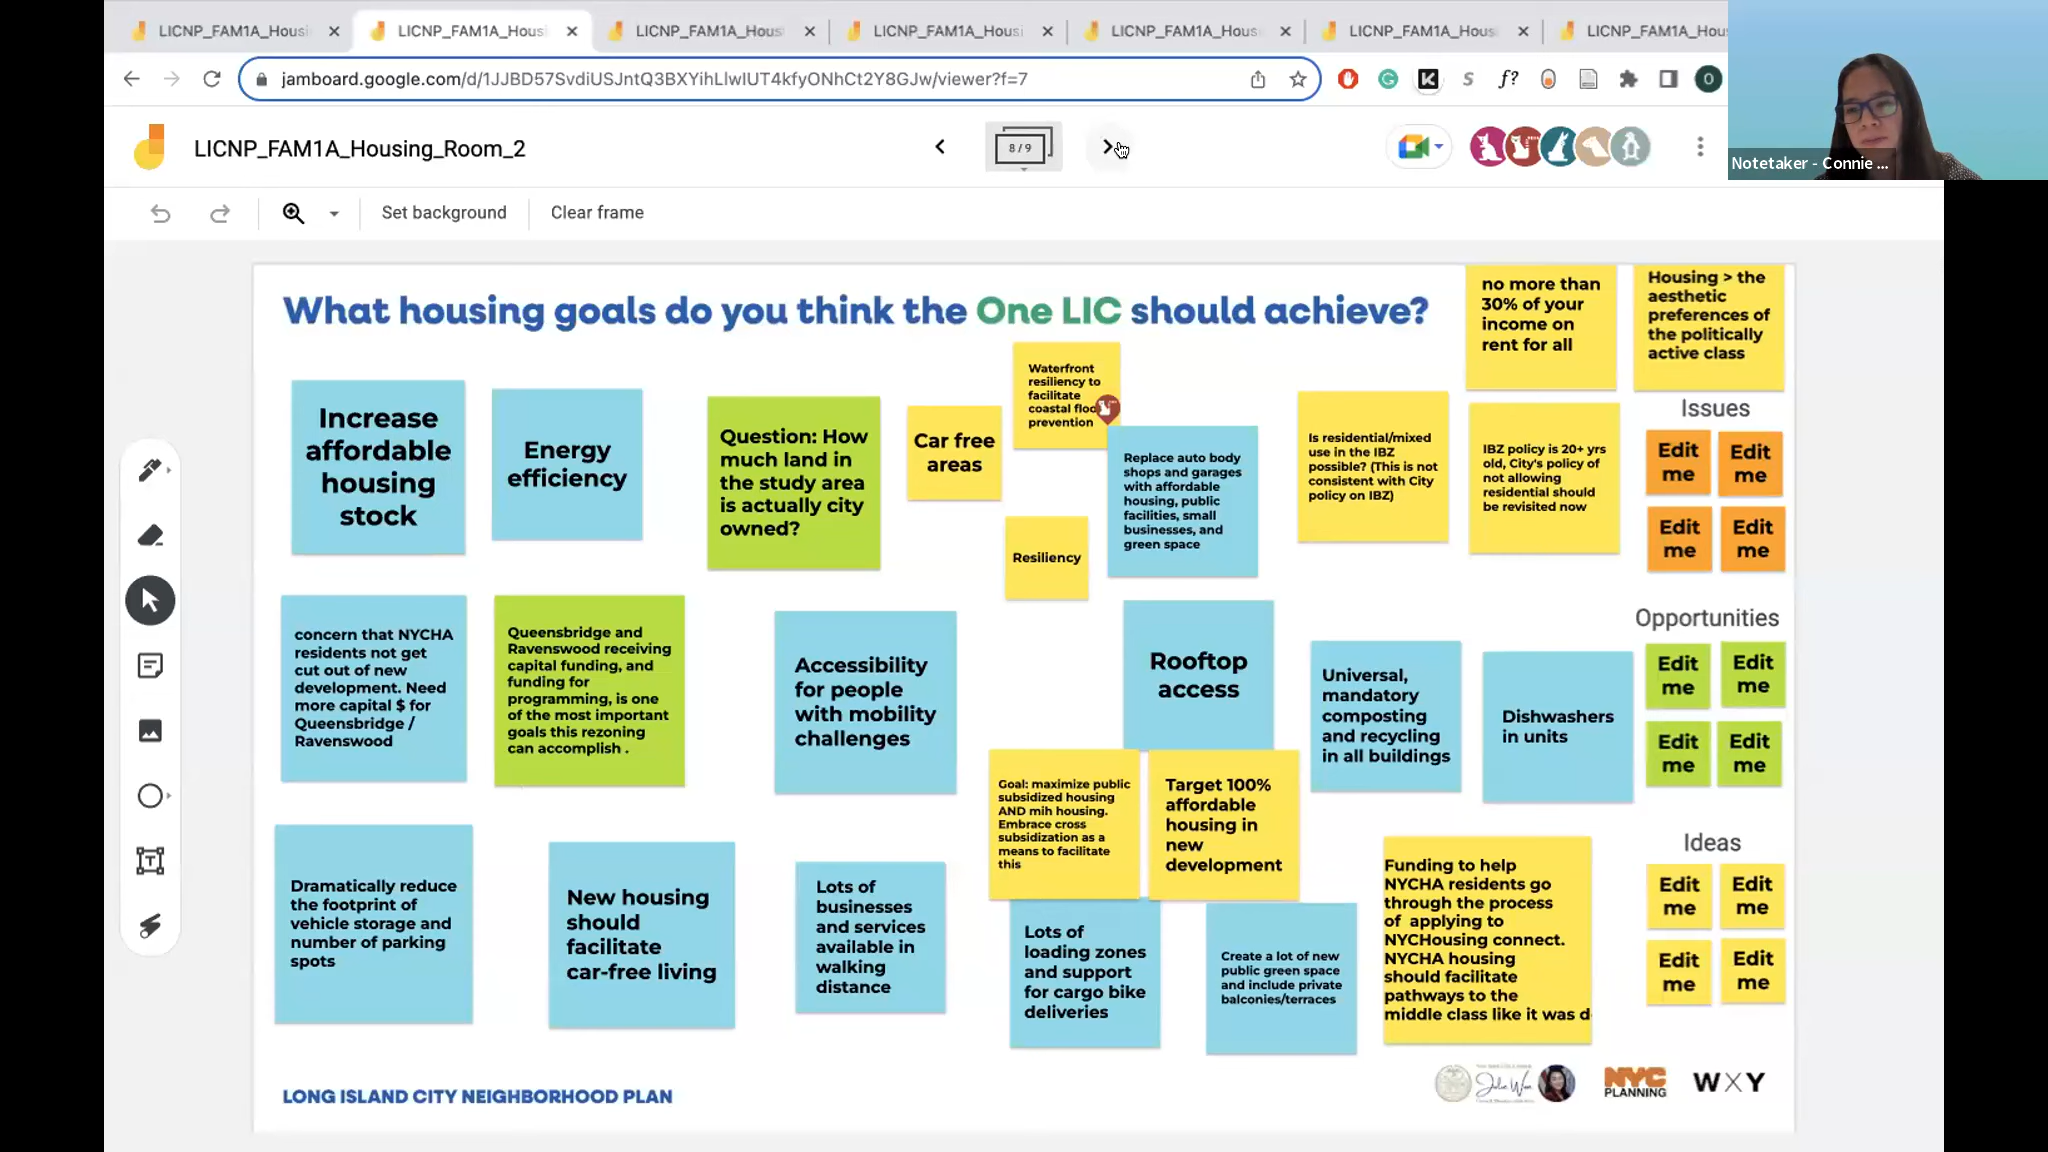 LICNP_FAM1A_Housi
LICNP_FAM1A_Housi
LICNP_FAM1A_Hous
LICNP_FAM1A_Housi
LICNP_FAM1A_Hous
LICNP_FAM1A_Hous
LICNP_FAM1A_Hou
jamboard.google.com/d/1JJBD57SvdiUSJntQ3BXYihLlwIUT4kfyONhCt2Y8GJw/viewer?f=7
LICNP_FAM1A_Housing_Room_2
8/9
Notetaker - Connie ...
Set background
Clear frame
What housing goals do you think the One LIC should achieve?
no more than
30% of your
income on
rent for all
Housing > the
aesthetic
preferences of
the politically
active class
Increase
affordable
housing
stock
Energy
efficiency
Question: How
much land in
the study area
is actually city
owned?
Car free
areas
Waterfront
resiliency to
facilitate
coastal
prevention
Resiliency
Replace auto body
shops and garages
with affordable
housing, public
facilities, small
businesses, and
green space
Is residential/mixed
use in the IBZ
possible? (This is not
consistent with City
policy on IBZ)
IBZ policy is 20+ yrs
old, City's policy of
not allowing
residential should
be revisited now
Issues
Edit
me
Edit
me
Edit
me
Edit
me
concern that NYCHA
residents not get
cut out of new
development. Need
more capital $ for
Queensbridge /
Ravenswood
Queensbridge and
Ravenswood receiving
capital funding, and
funding for
programming, is one
of the most important
goals this rezoning
can accomplish .
Accessibility
for people
with mobility
challenges
Rooftop
access
Universal,
mandatory
composting
and recycling
in all buildings
Dishwashers
in units
Opportunities
Edit
me
Edit
me
Edit
me
Edit
me
Goal: maximize public
subsidized housing
AND mih housing.
Embrace cross
subsidization as a
means to facilitate
this
Target 100%
affordable
housing in
new
development
Dramatically reduce
the footprint of
vehicle storage and
number of parking
spots
New housing
should
facilitate
car-free living
Lots of
businesses
and services
available in
walking
distance
Lots of
loading zones
and support
for cargo bike
deliveries
Create a lot of new
public green space
and include private
balconies/terraces
Funding to help
NYCHA residents go
through the process
of applying to
NYCHousing connect.
NYCHA housing
should facilitate
pathways to the
middle class like it was d
Ideas
Edit
me
Edit
me
Edit
me
Edit
me
LONG ISLAND CITY NEIGHBORHOOD PLAN
NYC
PLANNING
WXY